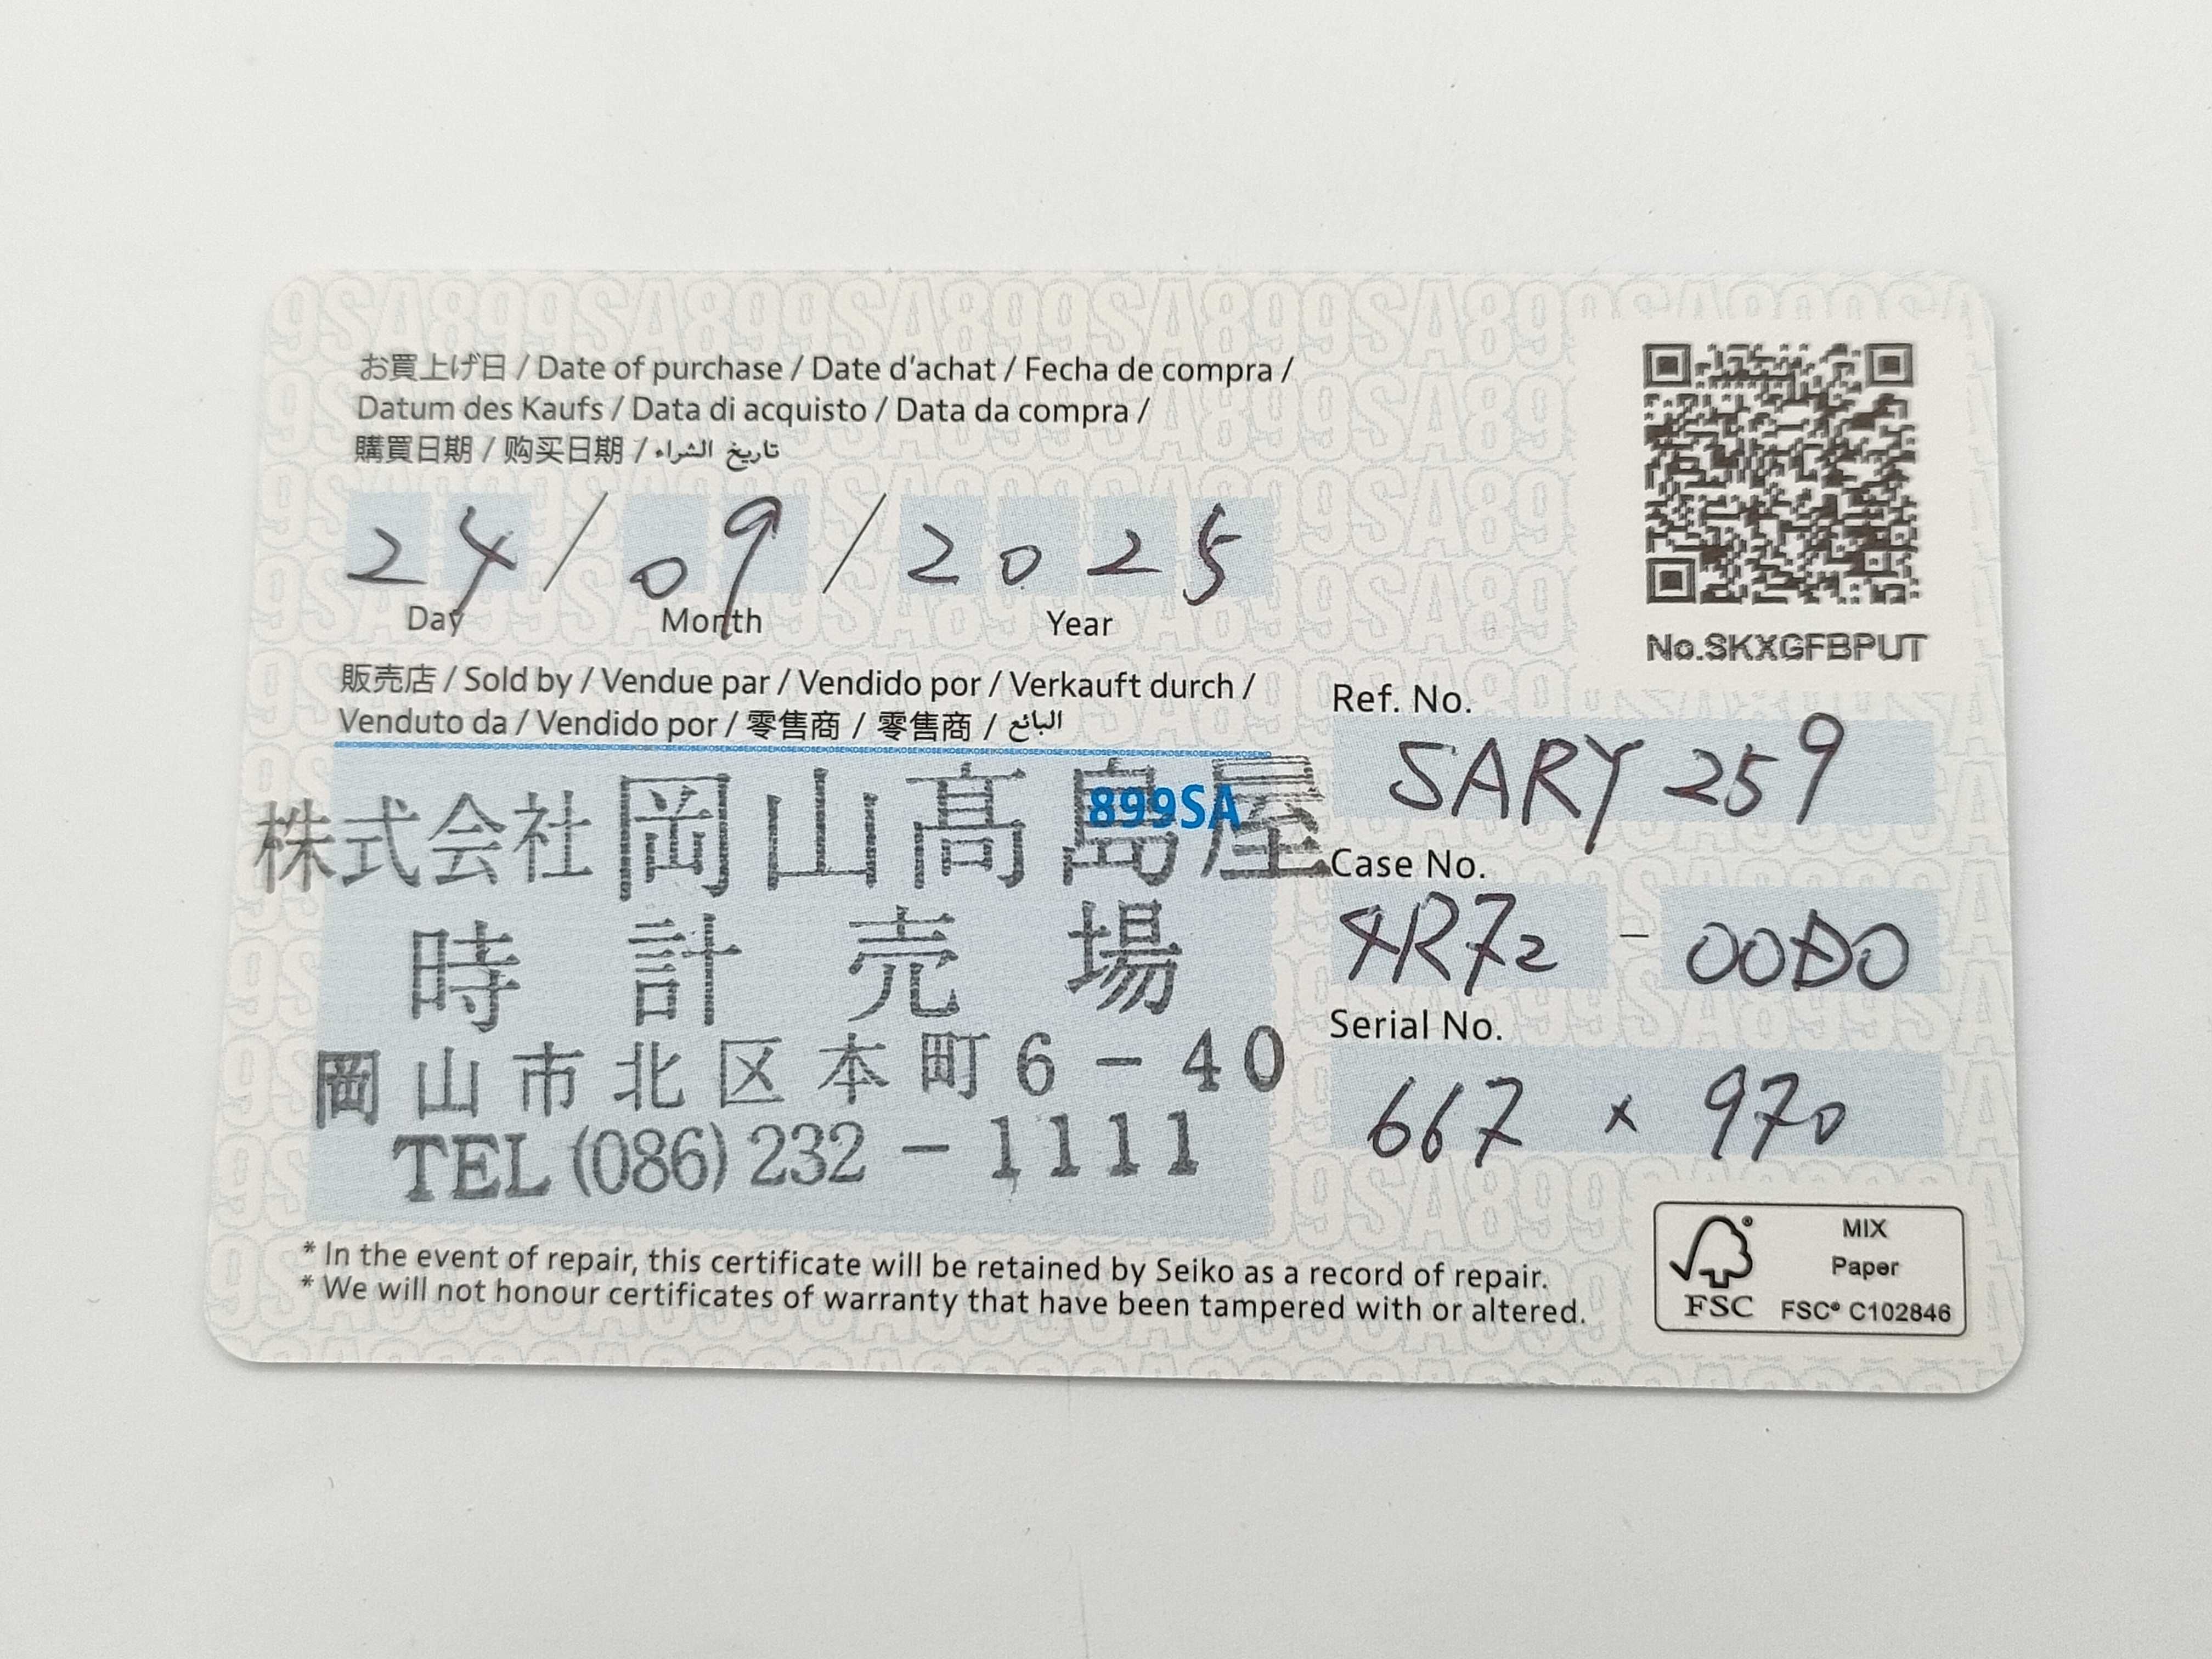 お買上げ日 / Date of purchase / Date d'achat / Fecha de compra /
Datum des Kaufs / Data di acquisto / Data da compra /
購買日期 / 购买日期 / تاريخ الشراء
24 / 09 / 2025
Day Month Year
No.SKXGFBPUT
販売店 / Sold by / Vendue par / Vendido por / Verkauft durch /
Venduto da / Vendido por / 零售商 / 零售商 / البائع
899SA
株式会社岡山髙島屋
時計売場
岡山市北区本町6-40
TEL (086) 232-1111
Ref. No.
SARY259
Case No.
4R72 - 00D0
Serial No.
667 × 970
* In the event of repair, this certificate will be retained by Seiko as a record of repair.
* We will not honour certificates of warranty that have been tampered with or altered.
FSC
MIX
Paper
FSC® C102846